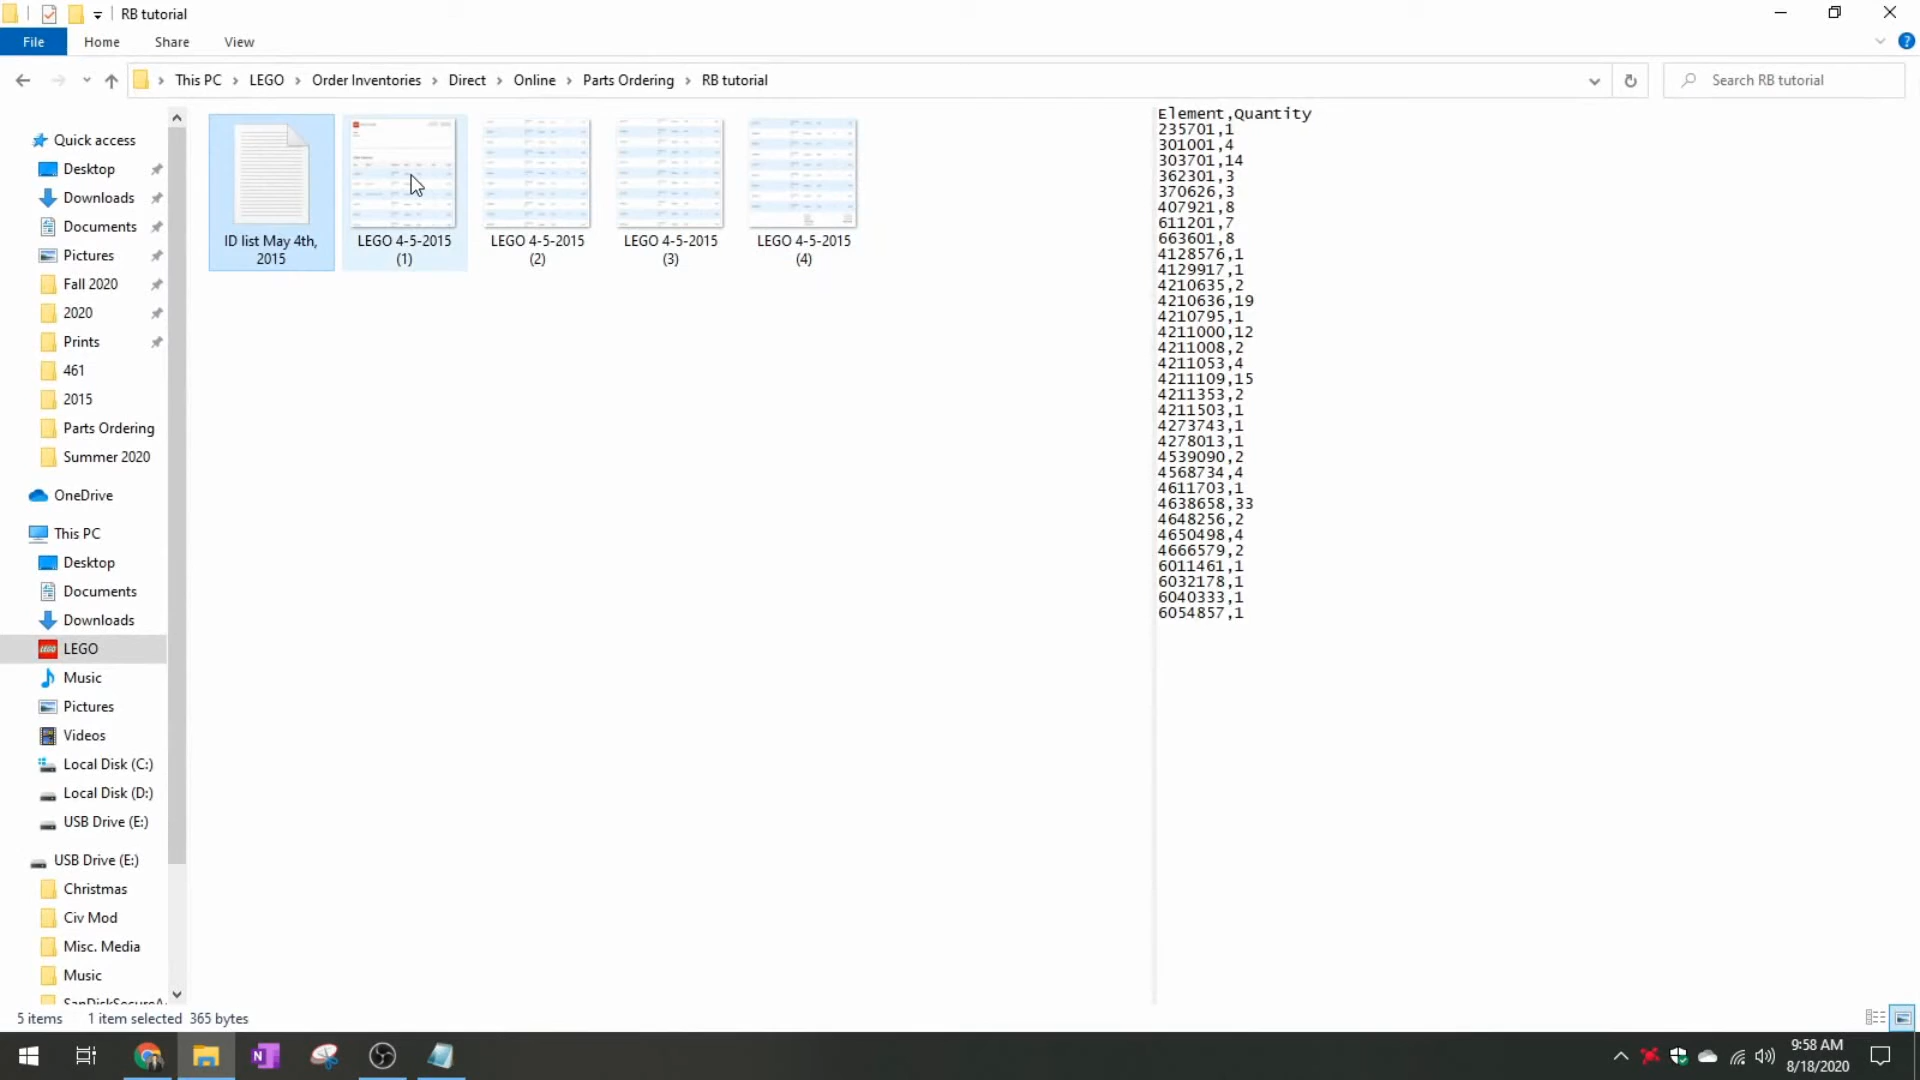 RB tutorial
File
Home
Share
View
This PC
LEGO
Order Inventories
Direct
Online
Parts Ordering
RB tutorial
Search RB tutorial
Quick access
Desktop
Downloads
Documents
Pictures
Fall 2020
2020
Prints
461
2015
Parts Ordering
Summer 2020
OneDrive
This PC
Desktop
Documents
Downloads
LEGO
Music
Pictures
Videos
Local Disk (C:)
Local Disk (D:)
USB Drive (E:)
USB Drive (E:)
Christmas
Civ Mod
Misc. Media
Music
SanDiskSecureA
ID list May 4th,
2015
LEGO 4-5-2015
(1)
LEGO 4-5-2015
(2)
LEGO 4-5-2015
(3)
LEGO 4-5-2015
(4)
Element,Quantity
235701,1
301001,4
303701,14
362301,3
370626,3
407921,8
611201,7
663601,8
4128576,1
4129917,1
4210635,2
4210636,19
4210795,1
4211000,12
4211008,2
4211053,4
4211109,15
4211353,2
4211503,1
4273743,1
4278013,1
4539090,2
4568734,4
4611703,1
4638658,33
4648256,2
4650498,4
4666579,2
6011461,1
6032178,1
6040333,1
6054857,1
5 items
1 item selected 365 bytes
9:58 AM
8/18/2020